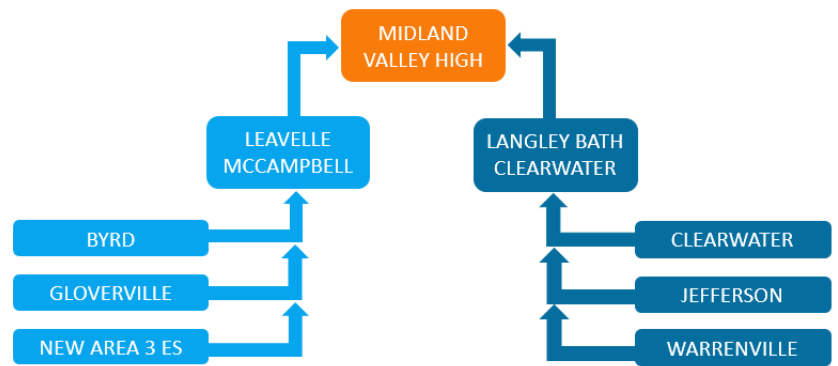 MIDLAND
VALLEY HIGH
LEAVELLE
MCCAMPBELL
LANGLEY BATH
CLEARWATER
BYRD
CLEARWATER
GLOVERVILLE
JEFFERSON
NEW AREA 3 ES
WARRENVILLE